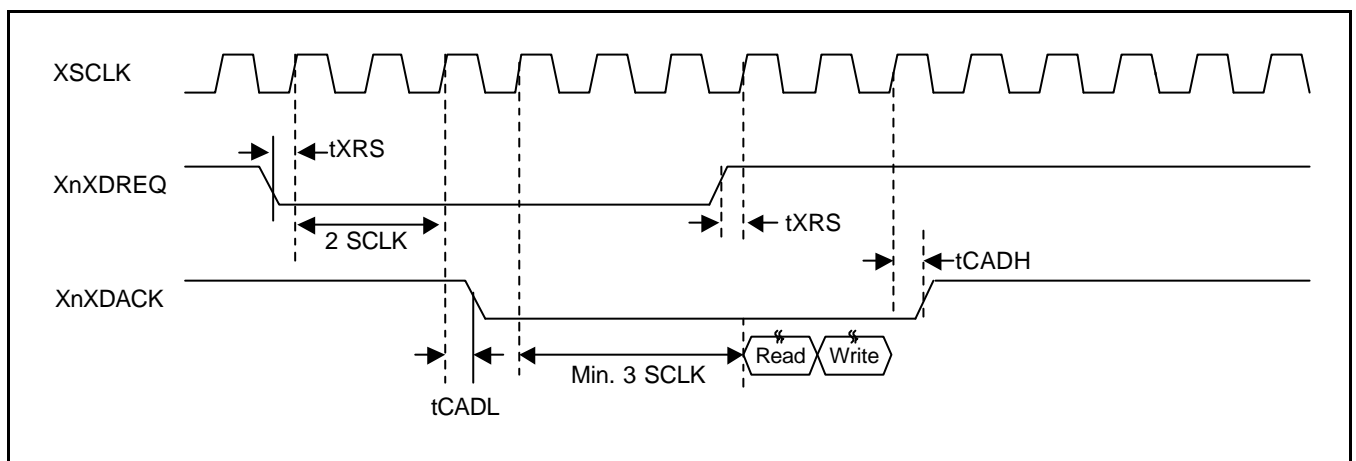 XSCLK
tXRS
XnXDREQ
2 SCLK
tXRS
tCADH
XnXDACK
Read
Write
Min. 3 SCLK
tCADL